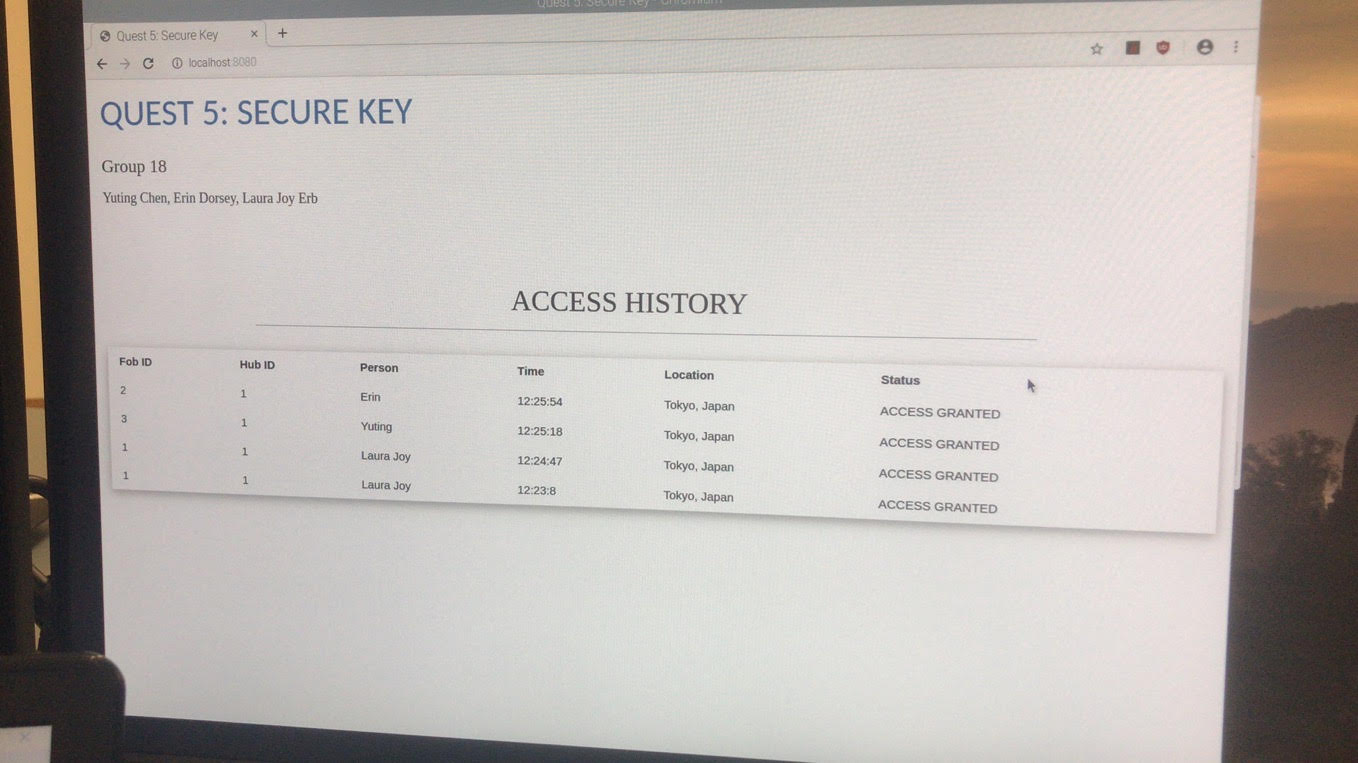 Quest 5: Secure Key - Chromium
Quest 5: Secure Key
localhost:8080
QUEST 5: SECURE KEY
Group 18
Yuting Chen, Erin Dorsey, Laura Joy Erb
ACCESS HISTORY
Fob ID Hub ID Person Time Location Status
2 1 Erin 12:25:54 Tokyo, Japan ACCESS GRANTED
3 1 Yuting 12:25:18 Tokyo, Japan ACCESS GRANTED
1 1 Laura Joy 12:24:47 Tokyo, Japan ACCESS GRANTED
1 1 Laura Joy 12:23:8 Tokyo, Japan ACCESS GRANTED